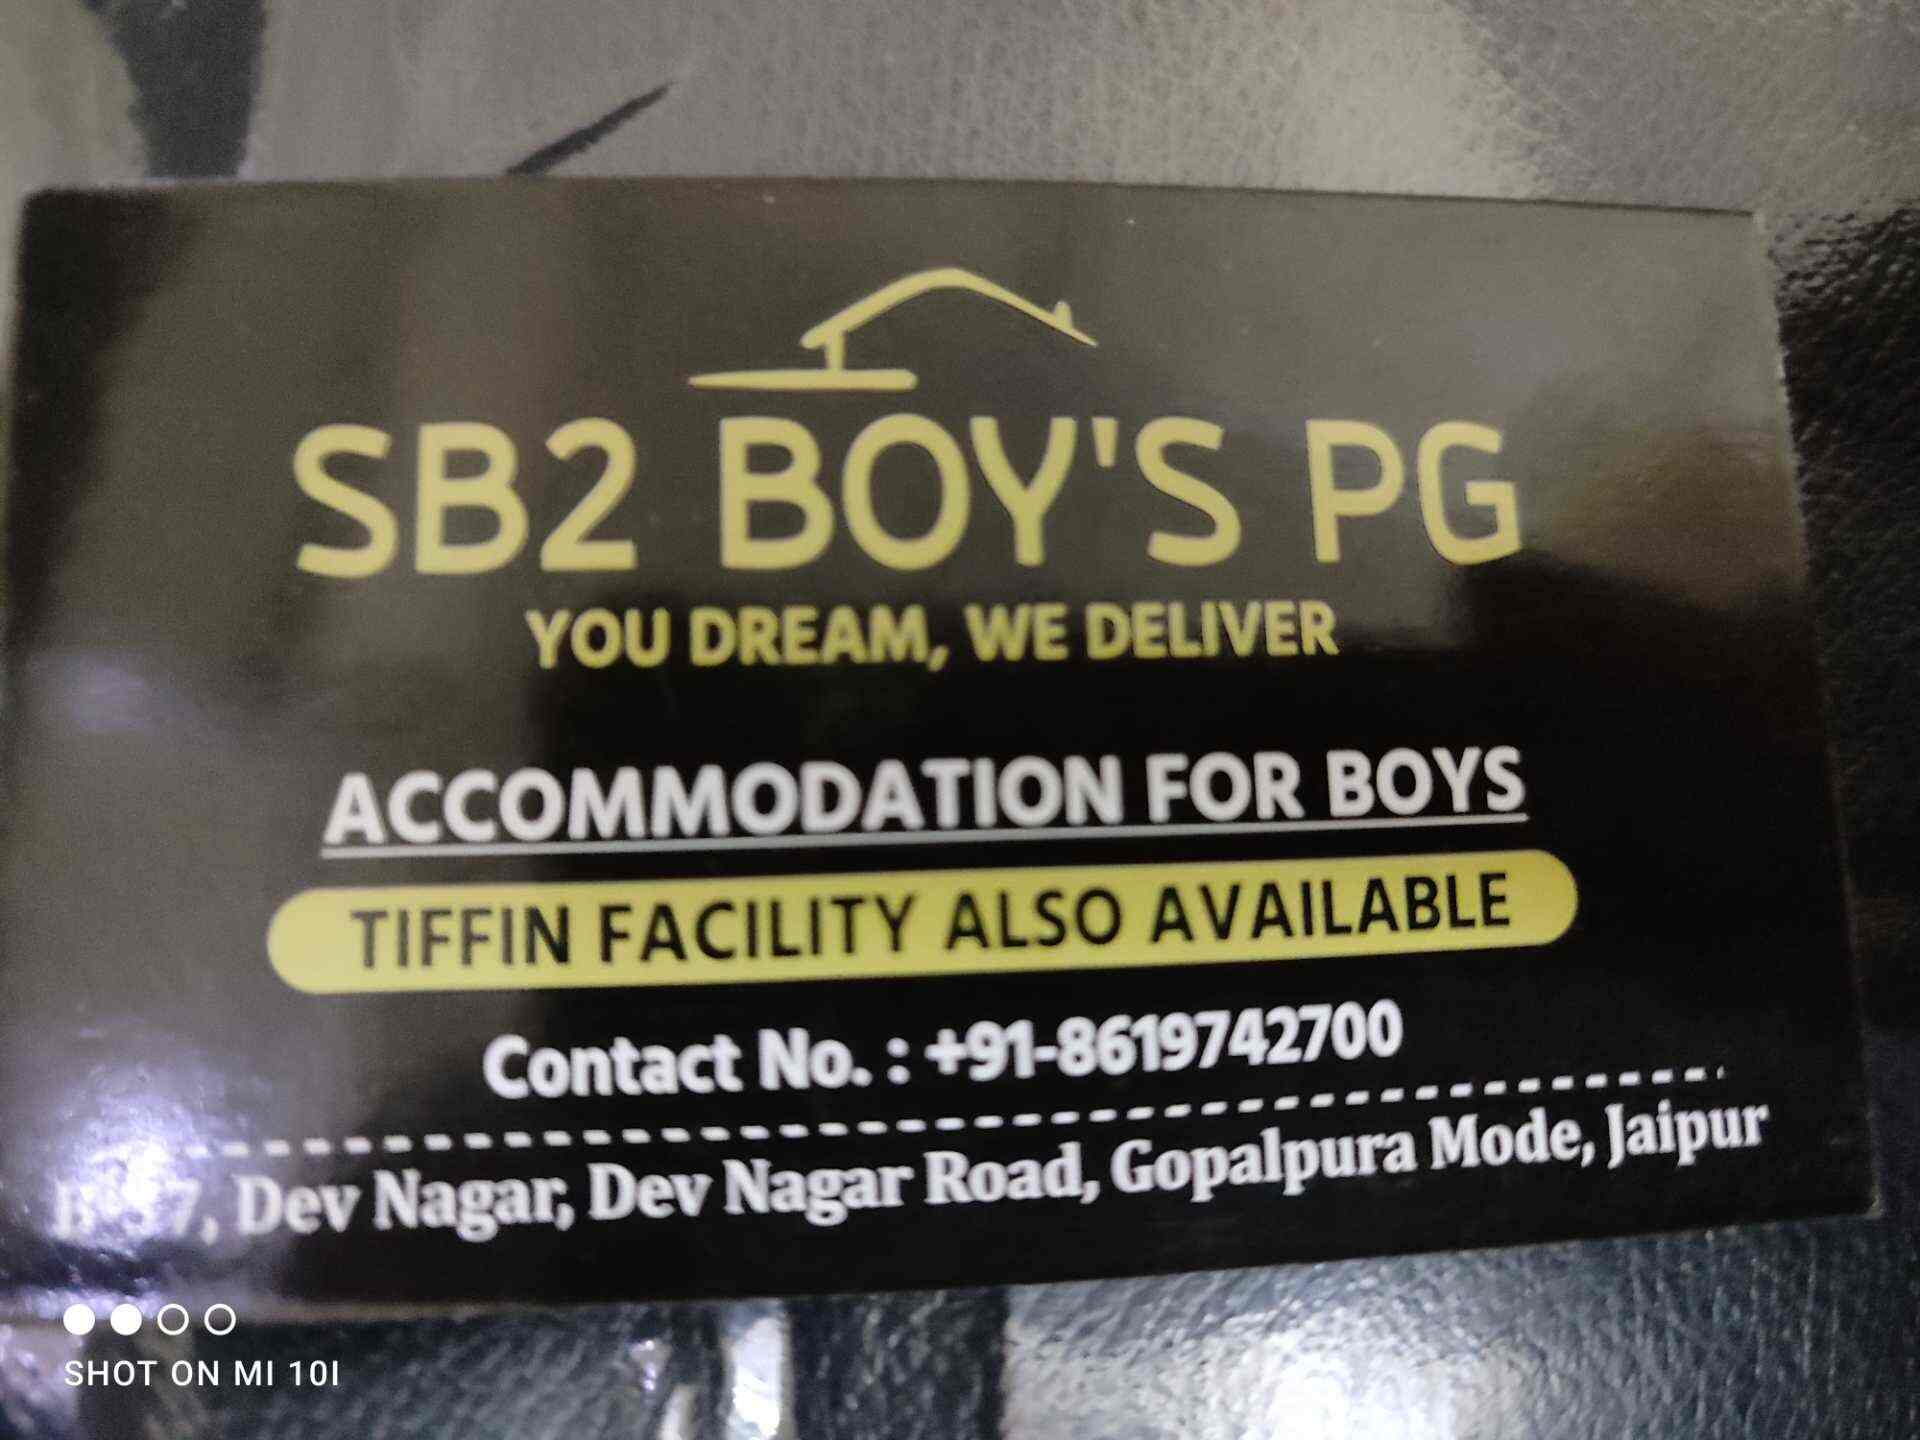 SB2 BOY'S PG
YOU DREAM, WE DELIVER
ACCOMMODATION FOR BOYS
TIFFIN FACILITY ALSO AVAILABLE
Contact No. : +91-8619742700
Dev Nagar, Dev Nagar Road, Gopalpura Mode, Jaipur
SHOT ON MI 10I